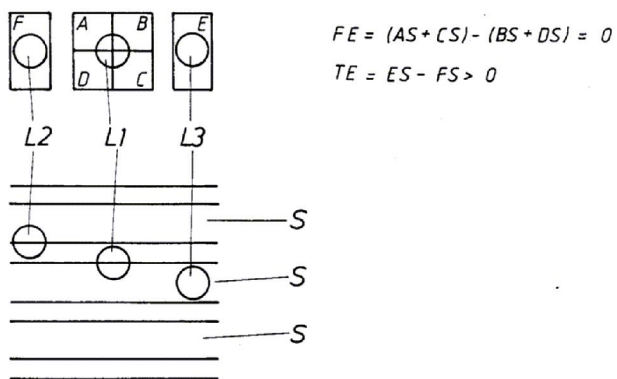 F A B E FE = (AS + CS) - (BS + DS) = 0
D C TE = ES - FS > 0
L2 L1 L3
S
S
S